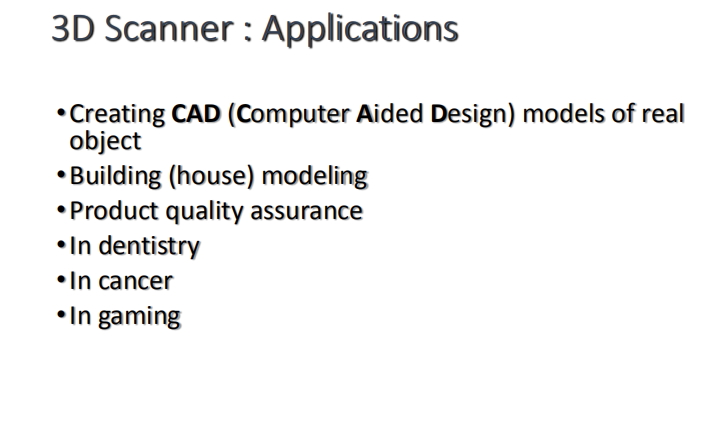 3D Scanner : Applications
•Creating CAD (Computer Aided Design) models of real
object
•Building (house) modeling
•Product quality assurance
•In dentistry
•In cancer
•In gaming